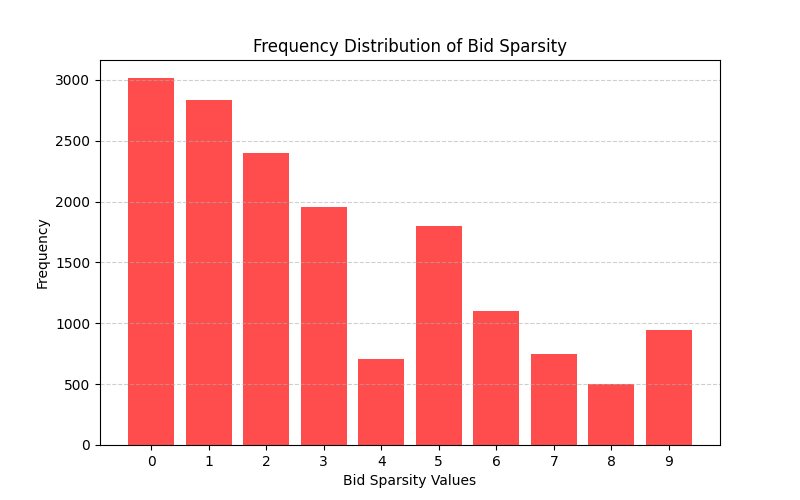 Frequency Distribution of Bid Sparsity
Frequency
3000
2500
2000
1500
1000
500
0
0 1 2 3 4 5 6 7 8 9
Bid Sparsity Values